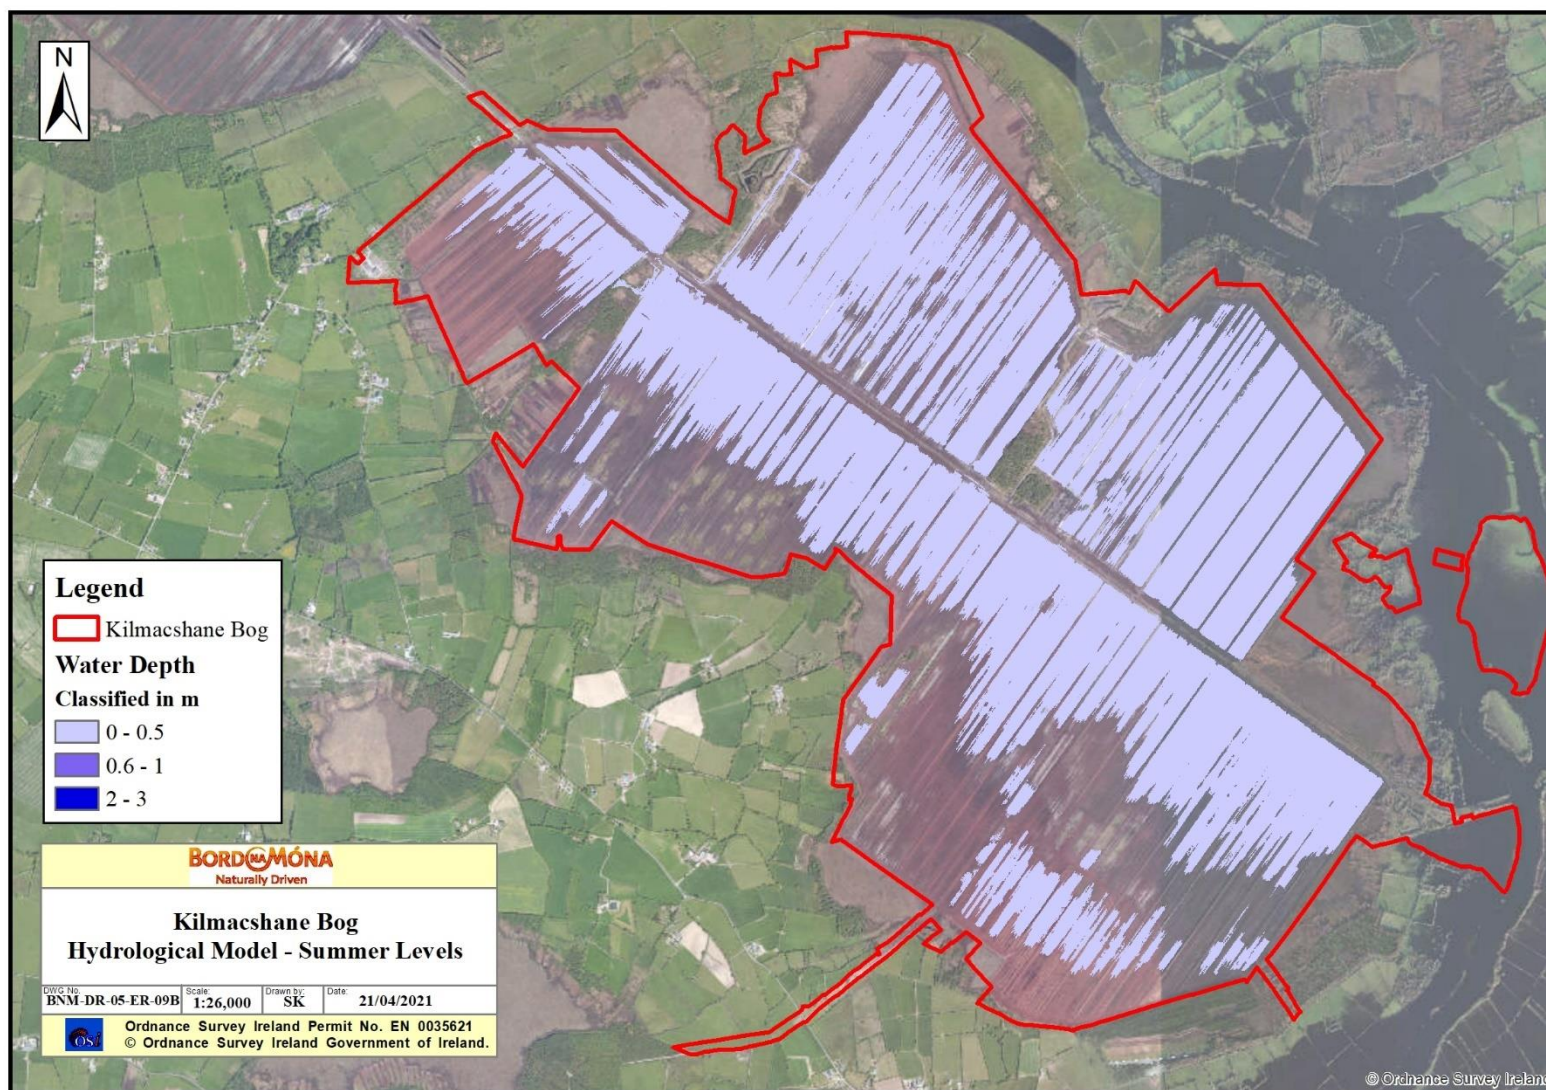 N
Legend
Kilmacshane Bog
Water Depth
Classified in m
0 - 0.5
0.6 - 1
2 - 3
BORD NA MÓNA
Naturally Driven
Kilmacshane Bog
Hydrological Model - Summer Levels
DWG No. Scale: Drawn by: Date:
BNM-DR-05-ER-09B 1:26,000 SK 21/04/2021
OSi
Ordnance Survey Ireland Permit No. EN 0035621
© Ordnance Survey Ireland Government of Ireland.
© Ordnance Survey Ireland